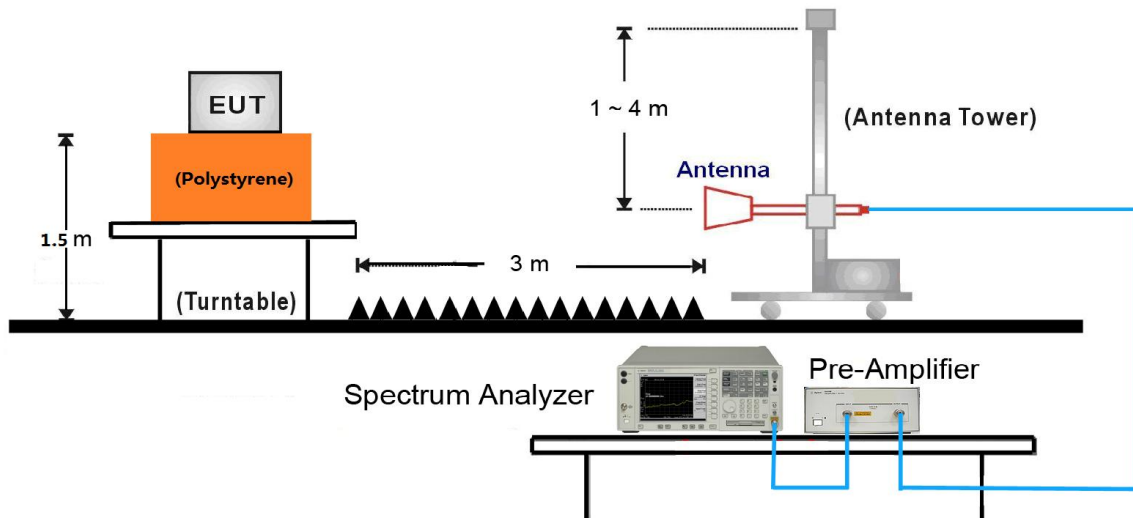 EUT
(Polystyrene)
1.5 m
(Turntable)
3 m
1 ~ 4 m
Antenna
(Antenna Tower)
Spectrum Analyzer
Pre-Amplifier